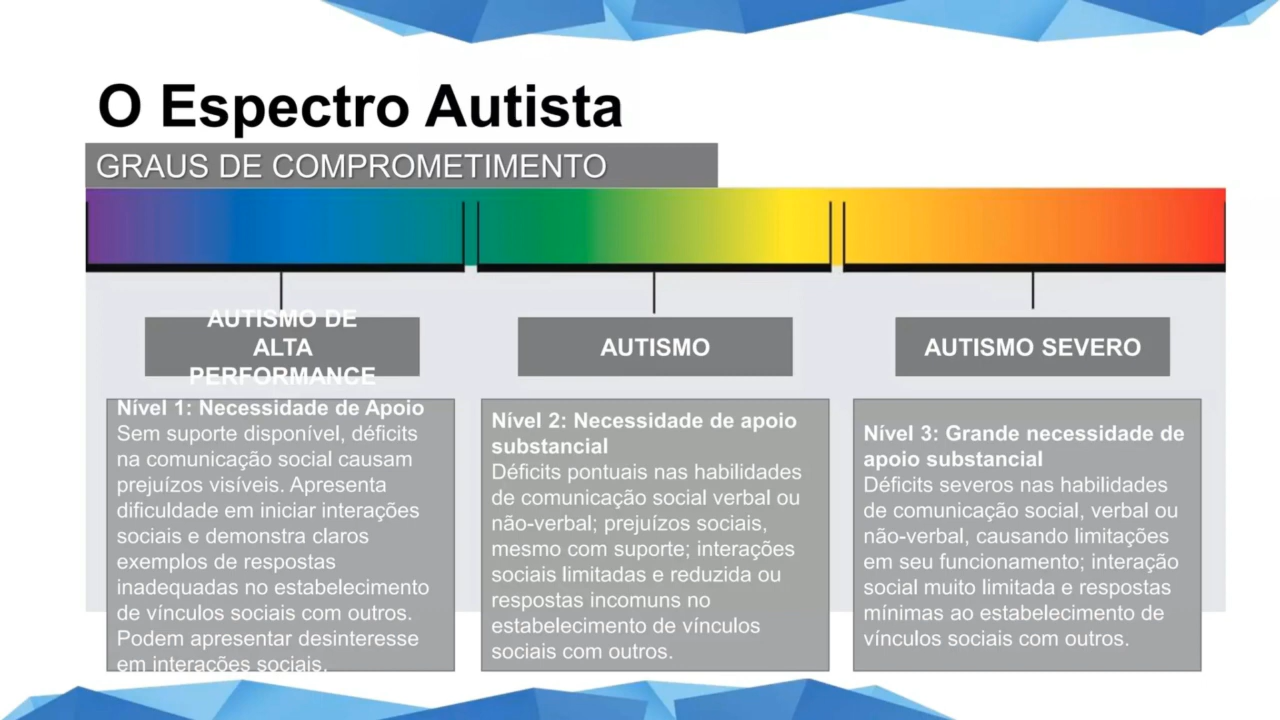 O Espectro Autista
GRAUS DE COMPROMETIMENTO
AUTISMO DE
ALTA
PERFORMANCE
Nível 1: Necessidade de Apoio
Sem suporte disponível, déficits
na comunicação social causam
prejuízos visíveis. Apresenta
dificuldade em iniciar interações
sociais e demonstra claros
exemplos de respostas
inadequadas no estabelecimento
de vínculos sociais com outros.
Podem apresentar desinteresse
em interações sociais.
AUTISMO
Nível 2: Necessidade de apoio
substancial
Déficits pontuais nas habilidades
de comunicação social verbal ou
não-verbal; prejuízos sociais,
mesmo com suporte; interações
sociais limitadas e reduzida ou
respostas incomuns no
estabelecimento de vínculos
sociais com outros.
AUTISMO SEVERO
Nível 3: Grande necessidade de
apoio substancial
Déficits severos nas habilidades
de comunicação social, verbal ou
não-verbal, causando limitações
em seu funcionamento; interação
social muito limitada e respostas
mínimas ao estabelecimento de
vínculos sociais com outros.